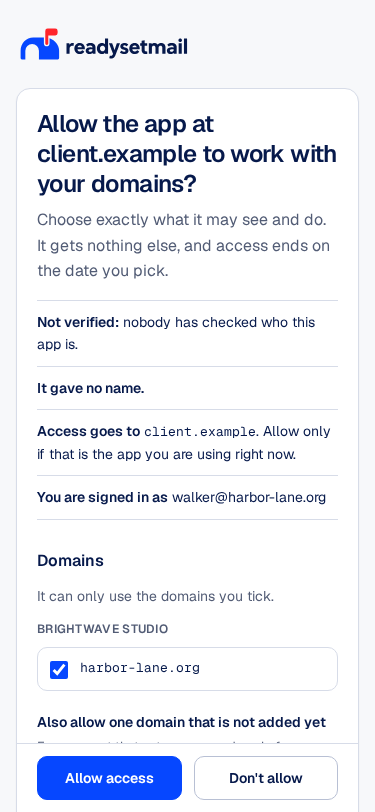 readysetmail
Allow the app at
client.example to work with
your domains?
Choose exactly what it may see and do.
It gets nothing else, and access ends on
the date you pick.
Not verified: nobody has checked who this
app is.
It gave no name.
Access goes to client.example. Allow only
if that is the app you are using right now.
You are signed in as walker@harbor-lane.org
Domains
It can only use the domains you tick.
BRIGHTWAVE STUDIO
harbor-lane.org
Also allow one domain that is not added yet
Allow access
Don't allow